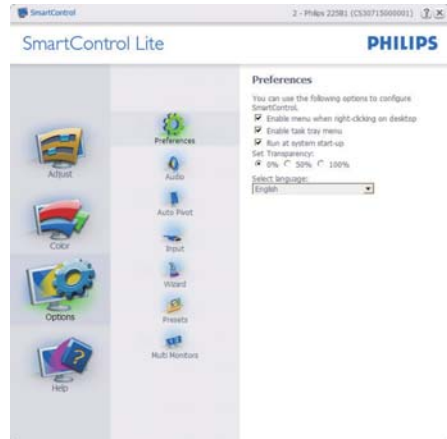 SmartControl
2 - Philips 225B1 (CS30715000001)
SmartControl Lite
PHILIPS
Adjust
Color
Options
Help
Preferences
Audio
Auto Pivot
Input
Wizard
Presets
Multi Monitors
Preferences
You can use the following options to configure
SmartControl.
Enable menu when right-clicking on desktop
Enable task tray menu
Run at system start-up
Set Transparency:
0% 50% 100%
Select language:
English